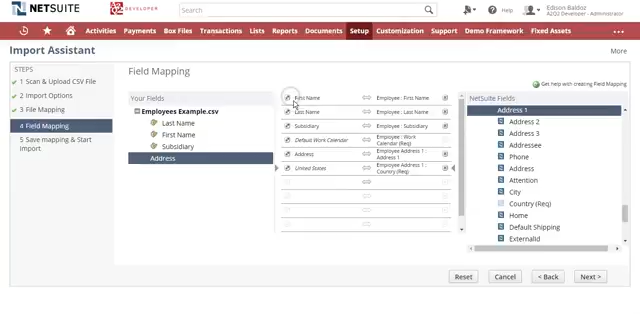 NETSUITE
DEVELOPER
Search
Help
Edison Baldoz
A2Q2 Developer - Administrator
Activities Payments Box Files Transactions Lists Reports Documents Setup Customization Support Demo Framework Fixed Assets
Import Assistant
More
STEPS
1 Scan & Upload CSV File
2 Import Options
3 File Mapping
4 Field Mapping
5 Save mapping & Start
import
Field Mapping
Get help with creating Field Mapping
Your Fields
Employees Example.csv
Last Name
First Name
Subsidiary
Address
First Name
Employee : First Name
Last Name
Employee : Last Name
Subsidiary
Employee : Subsidiary
Default Work Calendar
Employee : Work
Calendar (Req)
Address
Employee Address 1 :
Address 1
United States
Employee Address 1 :
Country (Req)
NetSuite Fields
Address 1
Address 2
Address 3
Addressee
Phone
Address
Attention
City
Country (Req)
Home
Default Shipping
ExternalId
Reset
Cancel
< Back
Next >